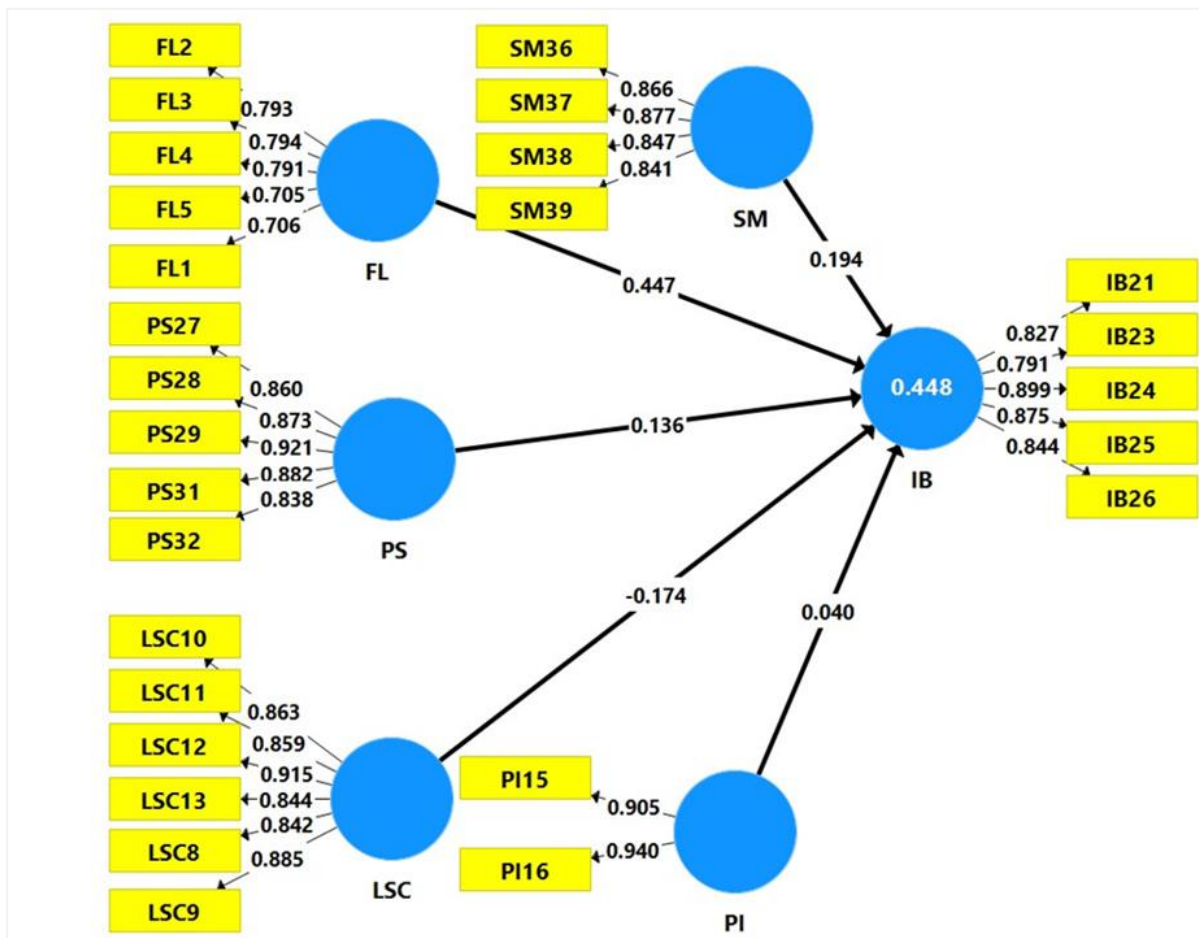 FL2
FL3
FL4
FL5
FL1
0.793
0.794
0.791
0.705
0.706
FL
SM36
SM37
SM38
SM39
0.866
0.877
0.847
0.841
SM
0.194
0.447
PS27
PS28
PS29
PS31
PS32
0.860
0.873
0.921
0.882
0.838
PS
0.136
IB21
IB23
IB24
IB25
IB26
0.827
0.791
0.899
0.875
0.844
0.448
IB
LSC10
LSC11
LSC12
LSC13
LSC8
LSC9
0.863
0.859
0.915
0.844
0.842
0.885
LSC
-0.174
0.040
PI15
PI16
0.905
0.940
PI